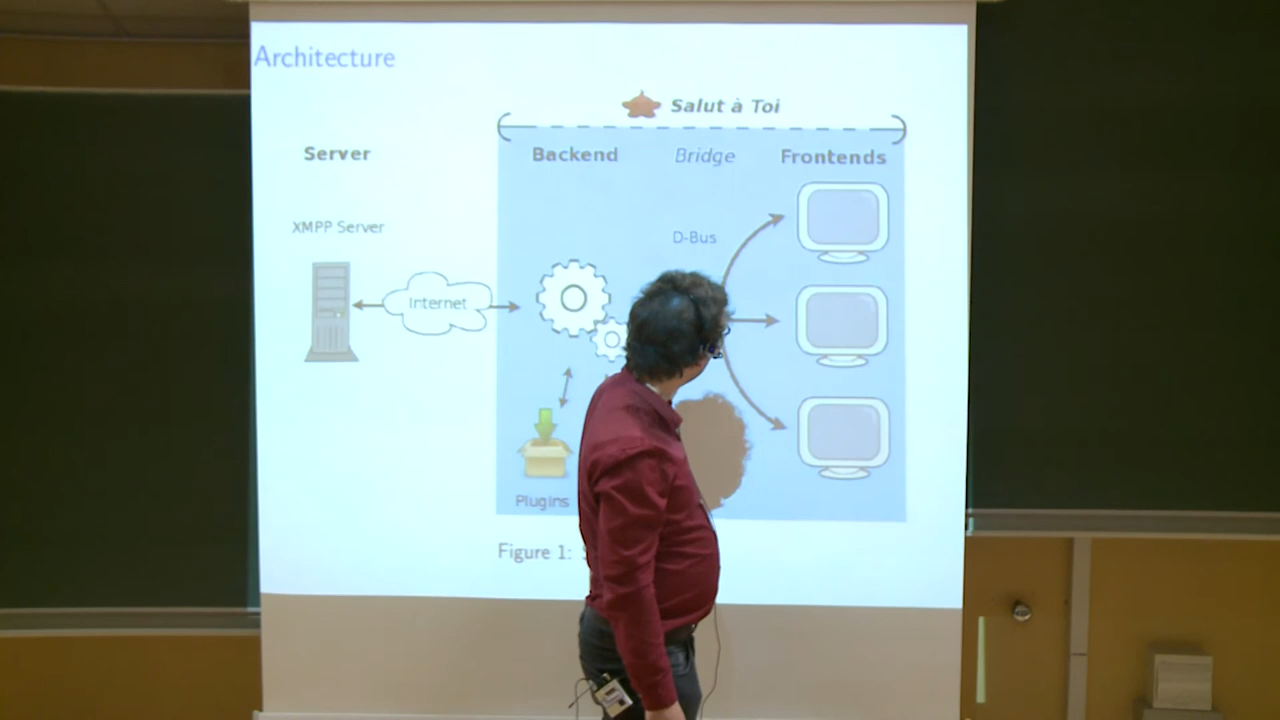 Architecture
Salut à Toi
Server
Backend
Bridge
Frontends
XMPP Server
D-Bus
Internet
Plugins
Figure 1: